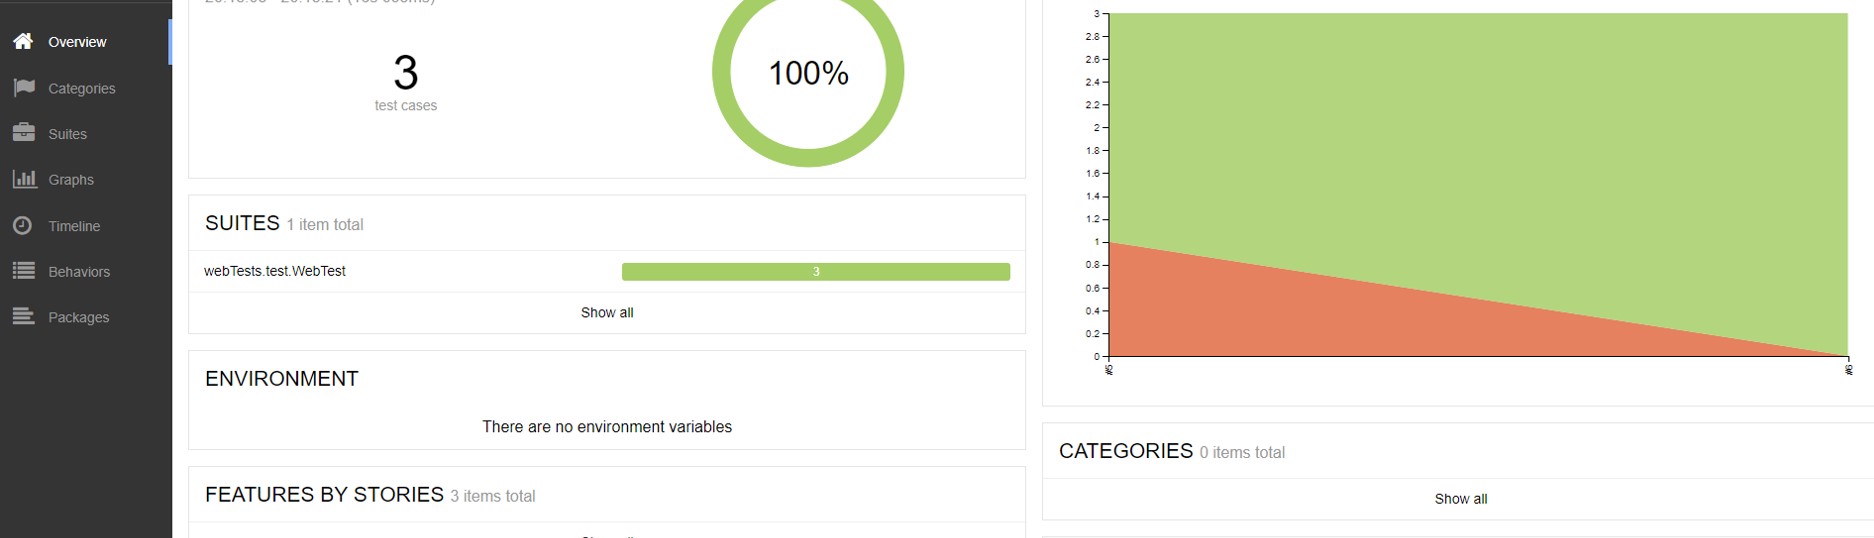 Overview
Categories
Suites
Graphs
Timeline
Behaviors
Packages
3
test cases
100%
SUITES 1 item total
webTests.test.WebTest 3
Show all
ENVIRONMENT
There are no environment variables
FEATURES BY STORIES 3 items total
3
2.8
2.6
2.4
2.2
2
1.8
1.6
1.4
1.2
1
0.8
0.6
0.4
0.2
0
#5
#6
CATEGORIES 0 items total
Show all